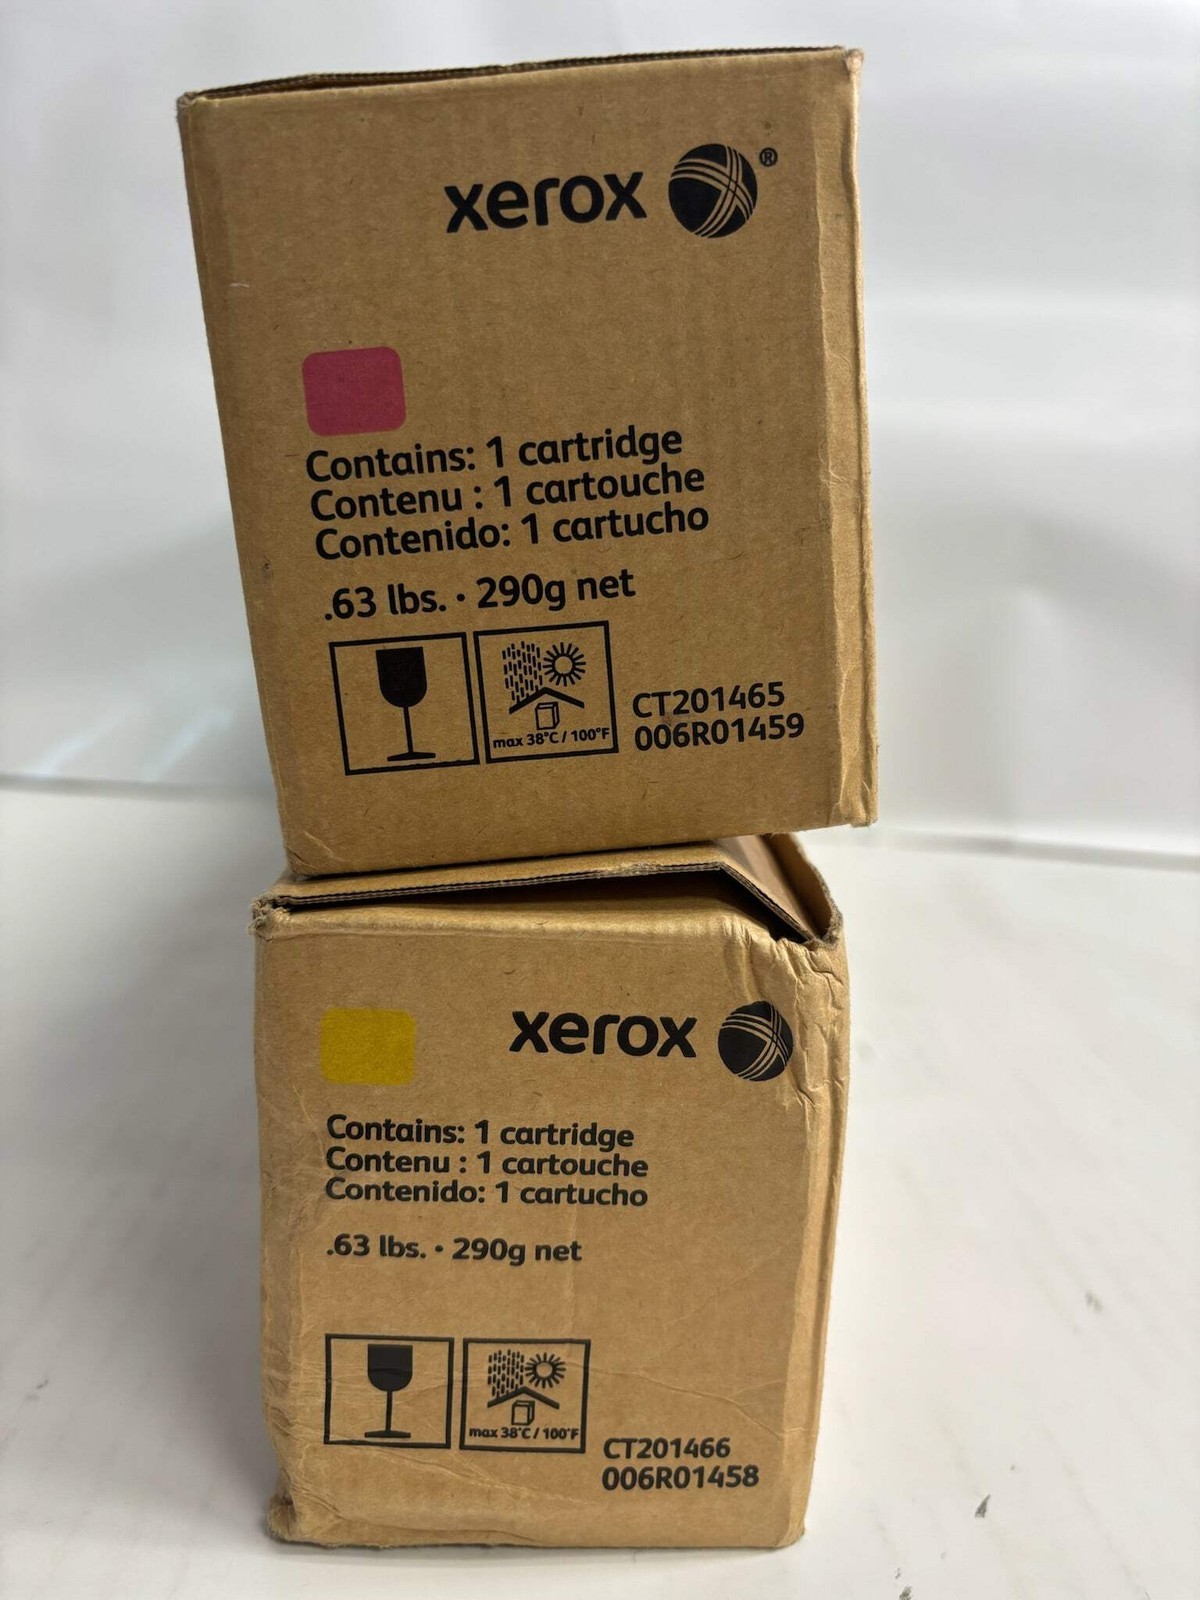 xerox ®
Contains: 1 cartridge
Contenu : 1 cartouche
Contenido: 1 cartucho
.63 lbs. • 290g net
max 38°C / 100°F
CT201465
006R01459
xerox
Contains: 1 cartridge
Contenu : 1 cartouche
Contenido: 1 cartucho
.63 lbs. • 290g net
max 38°C / 100°F
CT201466
006R01458